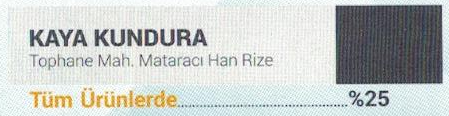 KAYA KUNDURA
Tophane Mah. Mataracı Han Rize
Tüm Ürünlerde.................................%25